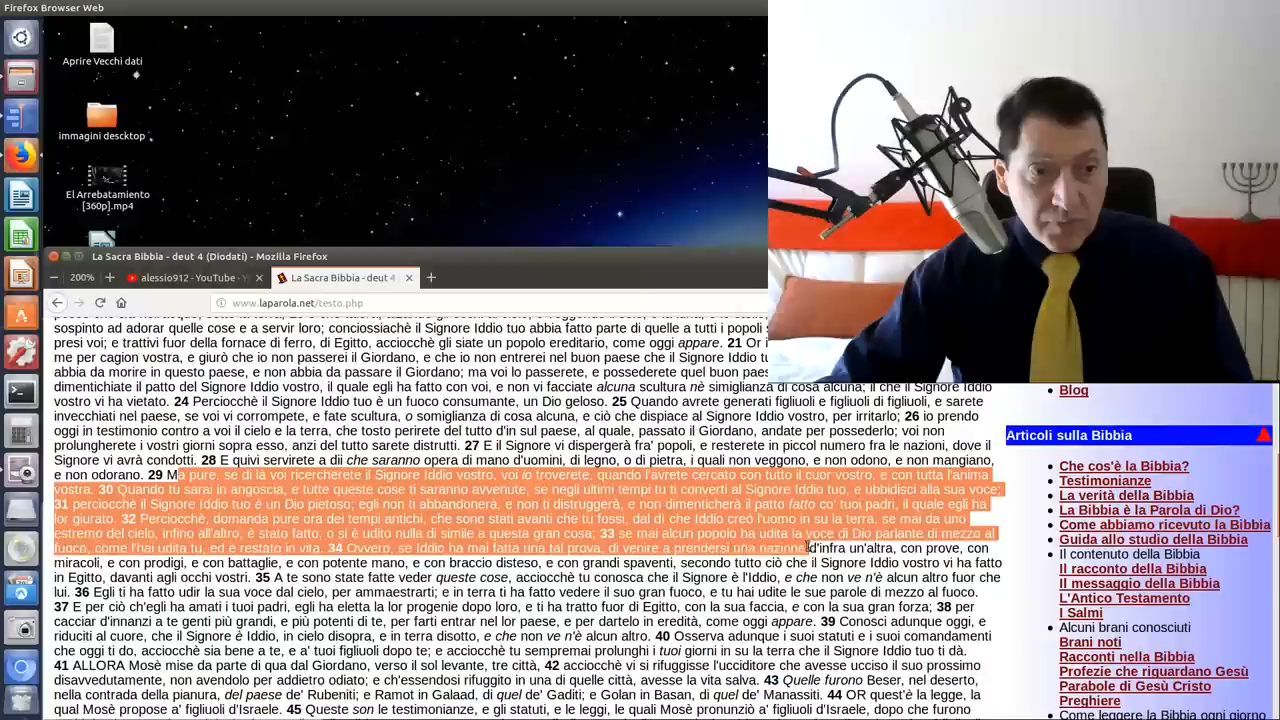 Firefox Browser Web
Aprire Vecchi dati
immagini descktop
El Arrebatamiento
[360p].mp4
La Sacra Bibbia - deut 4 (Diodati) - Mozilla Firefox
200%
alessio912 - YouTube - Y
La Sacra Bibbia - deut 4
www.laparola.net/testo.php
sospinto ad adorar quelle cose e a servir loro; conciossiachè il Signore Iddio tuo abbia fatto parte di quelle a tutti i popoli
presi voi; e trattivi fuor della fornace di ferro, di Egitto, acciocchè gli siate un popolo ereditario, come oggi appare. 21 Or i
me per cagion vostra, e giurò che io non passerei il Giordano, e che io non entrerei nel buon paese che il Signore Iddio tu
abbia da morire in questo paese, e non abbia da passare il Giordano; ma voi lo passerete, e possederete quel buon paes
dimentichiate il patto del Signore Iddio vostro, il quale egli ha fatto con voi, e non vi facciate alcuna scultura nè simiglianza di cosa alcuna; il che il Signore Iddio
vostro vi ha vietato. 24 Perciocchè il Signore Iddio tuo è un fuoco consumante, un Dio geloso. 25 Quando avrete generati figliuoli e figliuoli di figliuoli, e sarete
invecchiati nel paese, se voi vi corrompete, e fate scultura, o somiglianza di cosa alcuna, e ciò che dispiace al Signore Iddio vostro, per irritarlo; 26 io prendo
oggi in testimonio contro a voi il cielo e la terra, che tosto perirete del tutto d'in sul paese, al quale, passato il Giordano, andate per possederlo; voi non
prolungherete i vostri giorni sopra esso, anzi del tutto sarete distrutti. 27 E il Signore vi dispergerà fra' popoli, e resterete in piccol numero fra le nazioni, dove il
Signore vi avrà condotti. 28 E quivi servirete a dii che saranno opera di mano d'uomini, di legno, o di pietra, i quali non veggono, e non odono, e non mangiano,
e non odorano. 29 Ma pure, se di là voi ricercherete il Signore Iddio vostro, voi lo troverete, quando l'avrete cercato con tutto il cuor vostro, e con tutta l'anima
vostra. 30 Quando tu sarai in angoscia, e tutte queste cose ti saranno avvenute, se negli ultimi tempi tu ti converti al Signore Iddio tuo, e ubbidisci alla sua voce;
31 perciocchè il Signore Iddio tuo è un Dio pietoso; egli non ti abbandonerà, e non ti distruggerà, e non dimenticherà il patto fatto co' tuoi padri, il quale egli ha
lor giurato. 32 Perciocchè, domanda pure ora dei tempi antichi, che sono stati avanti che tu fossi, dal dì che Iddio creò l'uomo in su la terra, se mai da uno
estremo del cielo, infino all'altro, è stato fatto, o si è udito nulla di simile a questa gran cosa; 33 se mai alcun popolo ha udita la voce di Dio parlante di mezzo al
fuoco, come l'hai udita tu, ed è restato in vita. 34 Ovvero, se Iddio ha mai fatta una tal prova, di venire a prendersi una nazione d'infra un'altra, con prove, con
miracoli, e con prodigi, e con battaglie, e con potente mano, e con braccio disteso, e con grandi spaventi, secondo tutto ciò che il Signore Iddio vostro vi ha fatto
in Egitto, davanti agli occhi vostri. 35 A te sono state fatte veder queste cose, acciocchè tu conosca che il Signore è l'Iddio, e che non ve n'è alcun altro fuor che
lui. 36 Egli ti ha fatto udir la sua voce dal cielo, per ammaestrarti; e in terra ti ha fatto vedere il suo gran fuoco, e tu hai udite le sue parole di mezzo al fuoco.
37 E per ciò ch'egli ha amati i tuoi padri, egli ha eletta la lor progenie dopo loro, e ti ha tratto fuor di Egitto, con la sua faccia, e con la sua gran forza; 38 per
cacciar d'innanzi a te genti più grandi, e più potenti di te, per farti entrar nel lor paese, e per dartelo in eredità, come oggi appare. 39 Conosci adunque oggi, e
riduciti al cuore, che il Signore è Iddio, in cielo disopra, e in terra disotto, e che non ve n'è alcun altro. 40 Osserva adunque i suoi statuti e i suoi comandamenti
che oggi ti do, acciocchè sia bene a te, e a' tuoi figliuoli dopo te; e acciocchè tu sempremai prolunghi i tuoi giorni in su la terra che il Signore Iddio tuo ti dà.
41 ALLORA Mosè mise da parte di qua dal Giordano, verso il sol levante, tre città, 42 acciocchè vi si rifuggisse l'ucciditore che avesse ucciso il suo prossimo
disavvedutamente, non avendolo per addietro odiato; e ch'essendosi rifuggito in una di quelle città, avesse la vita salva. 43 Quelle furono Beser, nel deserto,
nella contrada della pianura, del paese de' Rubeniti; e Ramot in Galaad, di quel de' Gaditi; e Golan in Basan, di quel de' Manassiti. 44 OR quest'è la legge, la
qual Mosè propose a' figliuoli d'Israele. 45 Queste sono le testimonianze, e gli statuti, e le leggi, le quali Mosè pronunziò a' figliuoli d'Israele, dopo che furono
Blog
Articoli sulla Bibbia
Che cos'è la Bibbia?
Testimonianze
La verità della Bibbia
La Bibbia è la Parola di Dio?
Come abbiamo ricevuto la Bibbia
Guida allo studio della Bibbia
Il contenuto della Bibbia
Il racconto della Bibbia
Il messaggio della Bibbia
L'Antico Testamento
I Salmi
Alcuni brani conosciuti
Brani noti
Racconti nella Bibbia
Profezie che riguardano Gesù
Parabole di Gesù Cristo
Preghiere
Come leggere la Bibbia ogni giorno